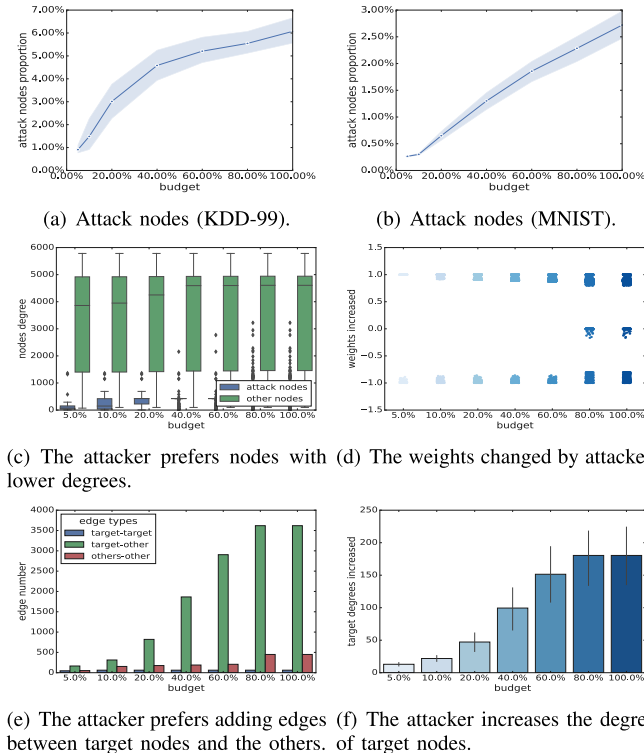 7.00%
6.00%
5.00%
4.00%
3.00%
2.00%
1.00%
0.00%
attack nodes proportion
0.00% 20.00% 40.00% 60.00% 80.00% 100.00%
budget
(a) Attack nodes (KDD-99).
3.00%
2.50%
2.00%
1.50%
1.00%
0.50%
0.00%
attack nodes proportion
0.00% 20.00% 40.00% 60.00% 80.00% 100.00%
budget
(b) Attack nodes (MNIST).
6000
5000
4000
3000
2000
1000
0
nodes degree
attack nodes
other nodes
5.0% 10.0% 20.0% 40.0% 60.0% 80.0% 100.0%
budget
(c) The attacker prefers nodes with
lower degrees.
1.5
1.0
0.5
0.0
−0.5
−1.0
−1.5
weights increased
5.0% 10.0% 20.0% 40.0% 60.0% 80.0% 100.0%
budget
(d) The weights changed by attacke
4000
3500
3000
2500
2000
1500
1000
500
0
edge number
edge types
target-target
target-other
others-other
5.0% 10.0% 20.0% 40.0% 60.0% 80.0% 100.0%
budget
(e) The attacker prefers adding edges
between target nodes and the others.
250
200
150
100
50
0
target degrees increased
5.0% 10.0% 20.0% 40.0% 60.0% 80.0% 100.0%
budget
(f) The attacker increases the degre
of target nodes.